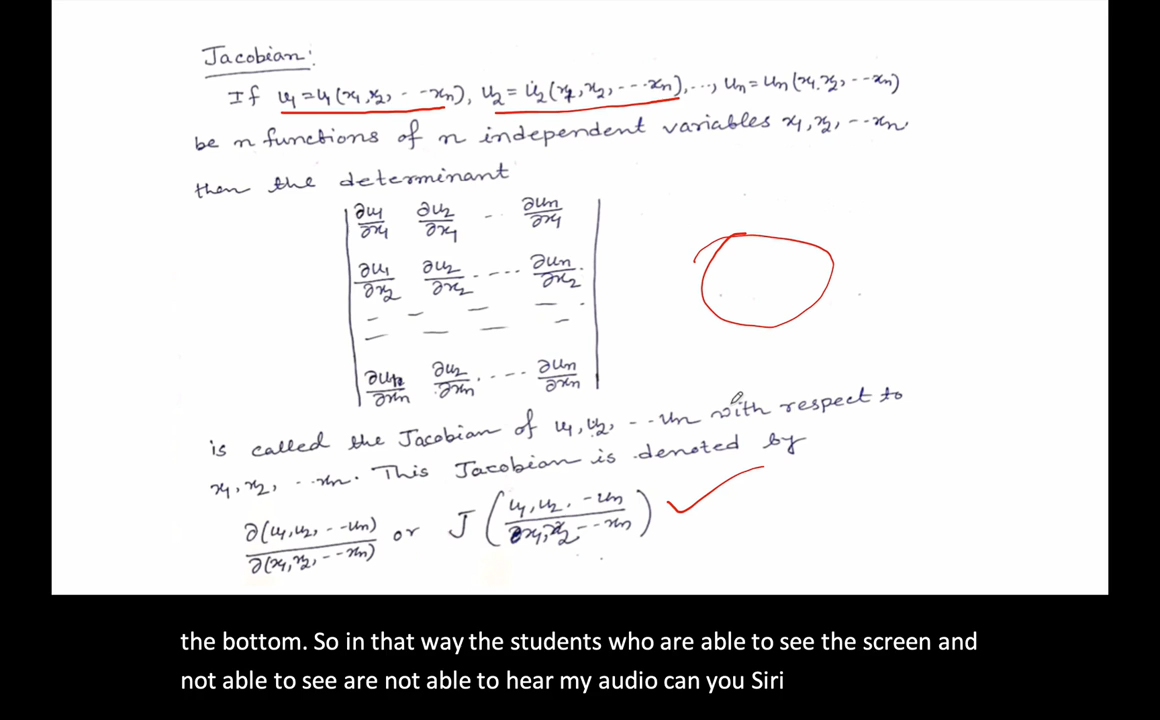 Jacobian:
If u₁ = u₁(x₁,x₂, - -xₙ), u₂ = u₂(x₁,x₂, - - -xₙ), ..., uₙ = uₙ(x₁,x₂, - -xₙ)
be n functions of n independent variables x₁, x₂, - -xₙ,
then the determinant
∂u₁/∂x₁ ∂u₂/∂x₁ - - ∂uₙ/∂x₁
∂u₁/∂x₂ ∂u₂/∂x₂ - - - - ∂uₙ/∂x₂
∂uₙ/∂xₙ ∂u₂/∂xₙ - - - - ∂uₙ/∂xₙ
is called the Jacobian of u₁, u₂, - -uₙ with respect to
x₁, x₂, - -xₙ. This Jacobian is denoted by
∂(u₁,u₂, - -uₙ)/∂(x₁,x₂, - -xₙ) or J(u₁,u₂, - -uₙ/x₁,x₂, - -xₙ)
the bottom. So in that way the students who are able to see the screen and
not able to see are not able to hear my audio can you Siri